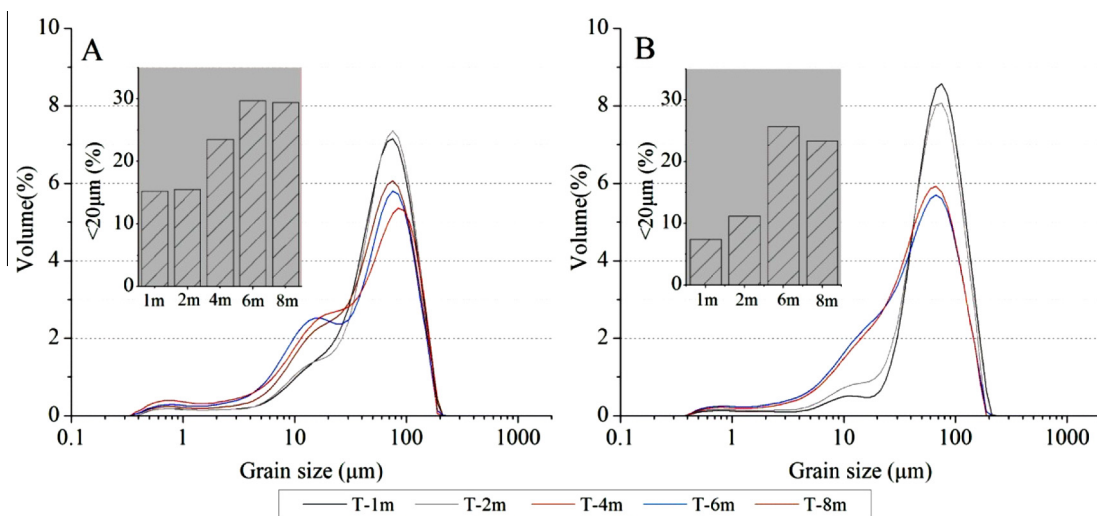 A
B
Volume(%)
10
8
6
4
2
0
0.1 1 10 100 1000
Grain size (μm)
<20μm (%)
30
20
10
0
1m 2m 4m 6m 8m
Volume(%)
10
8
6
4
2
0
0.1 1 10 100 1000
Grain size (μm)
<20μm (%)
30
20
10
0
1m 2m 6m 8m
T-1m T-2m T-4m T-6m T-8m